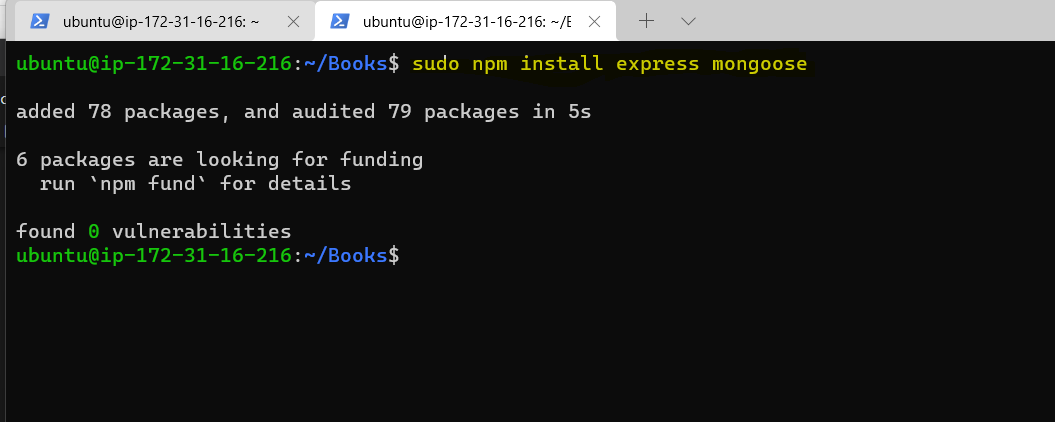 ubuntu@ip-172-31-16-216: ~
ubuntu@ip-172-31-16-216: ~/E
ubuntu@ip-172-31-16-216:~/Books$ sudo npm install express mongoose
added 78 packages, and audited 79 packages in 5s
6 packages are looking for funding
run `npm fund` for details
found 0 vulnerabilities
ubuntu@ip-172-31-16-216:~/Books$